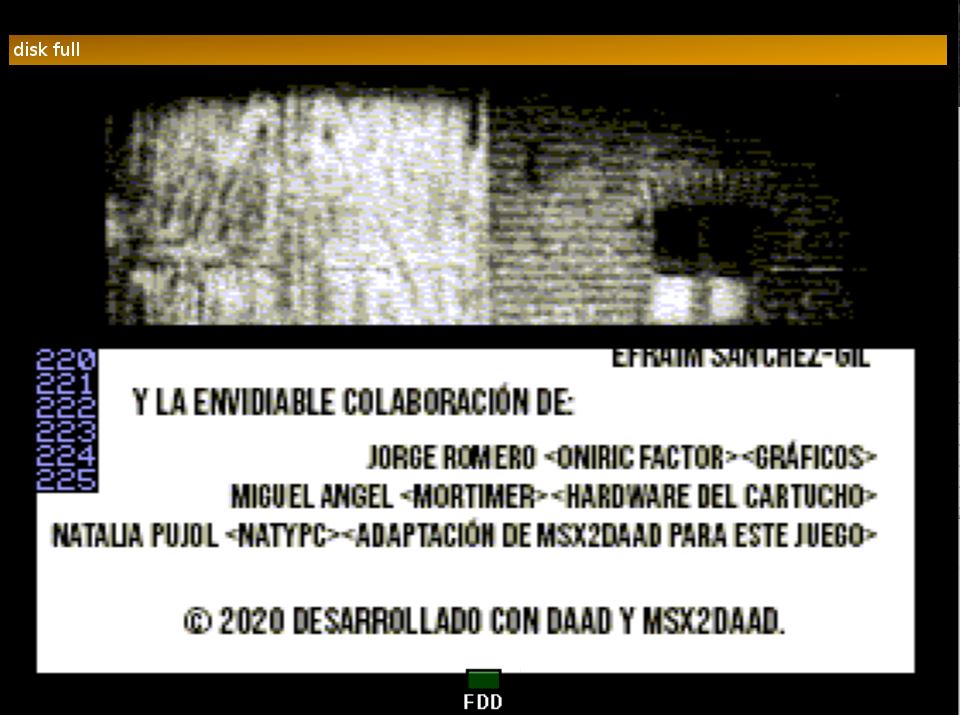 disk full
220
221
222
223
224
225
EFRAIM SANCHEZ-GIL
Y LA ENVIDIABLE COLABORACIÓN DE:
JORGE ROMERO <ONIRIC FACTOR><GRÁFICOS>
MIGUEL ANGEL <MORTIMER><HARDWARE DEL CARTUCHO>
NATALIA PUJOL <NATYPC><ADAPTACIÓN DE MSX2DAAD PARA ESTE JUEGO>
© 2020 DESARROLLADO CON DAAD Y MSX2DAAD.
FDD